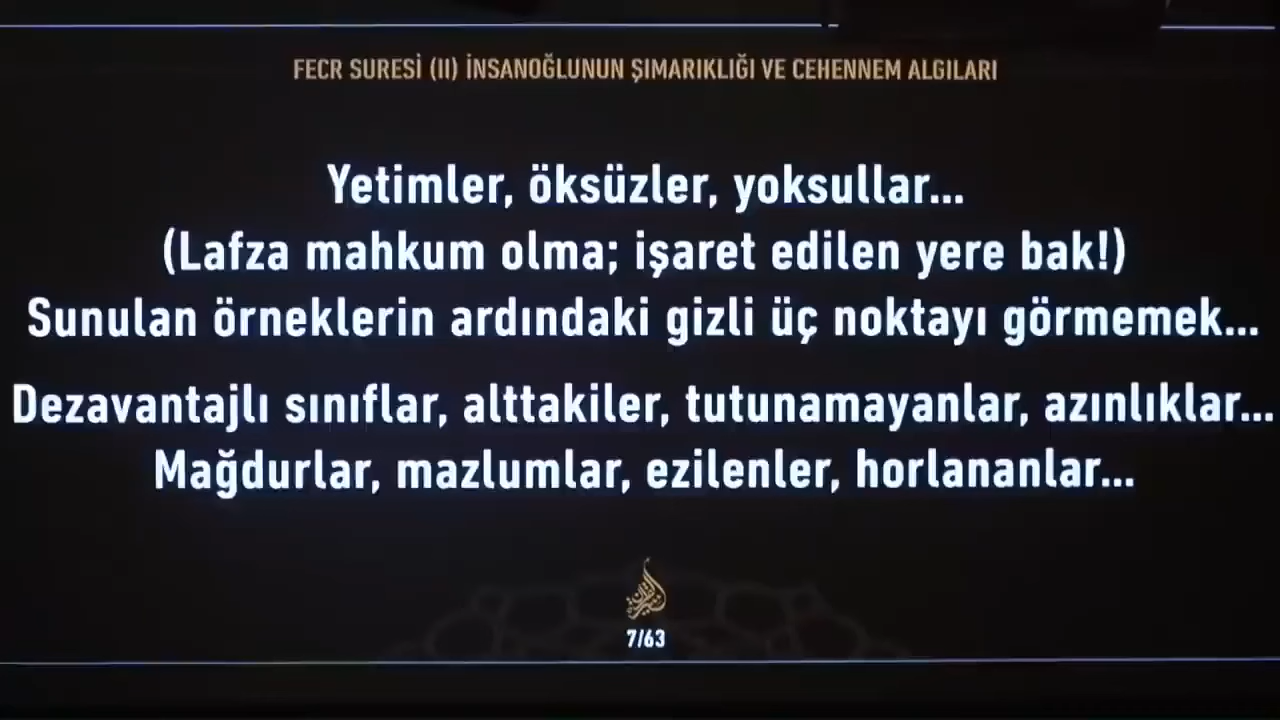 FECR SURESİ (II) İNSANOĞLUNUN ŞIMARIKLIĞI VE CEHENNEM ALGILARI
Yetimler, öksüzler, yoksullar...
(Lafza mahkum olma; işaret edilen yere bak!)
Sunulan örneklerin ardındaki gizli üç noktayı görmemek...
Dezavantajlı sınıflar, alttakiler, tutunamayanlar, azınlıklar...
Mağdurlar, mazlumlar, ezilenler, horlananlar...
7/63